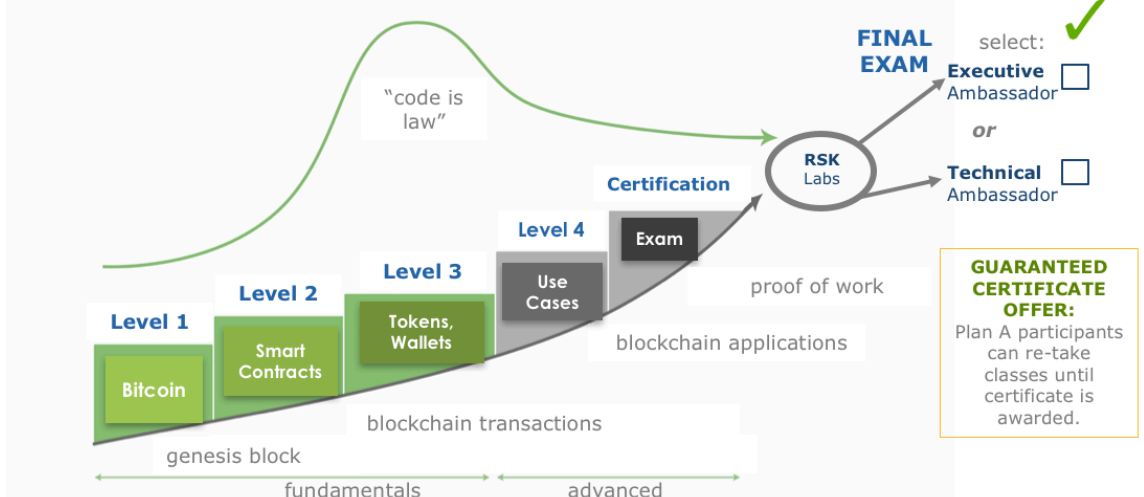 FINAL
EXAM
select:
Executive
Ambassador
or
Technical
Ambassador
“code is
law”
RSK
Labs
Certification
Exam
Level 4
Use
Cases
Level 3
Tokens,
Wallets
Level 2
Smart
Contracts
Level 1
Bitcoin
proof of work
blockchain applications
blockchain transactions
genesis block
fundamentals
advanced
GUARANTEED
CERTIFICATE
OFFER:
Plan A participants
can re-take
classes until
certificate is
awarded.